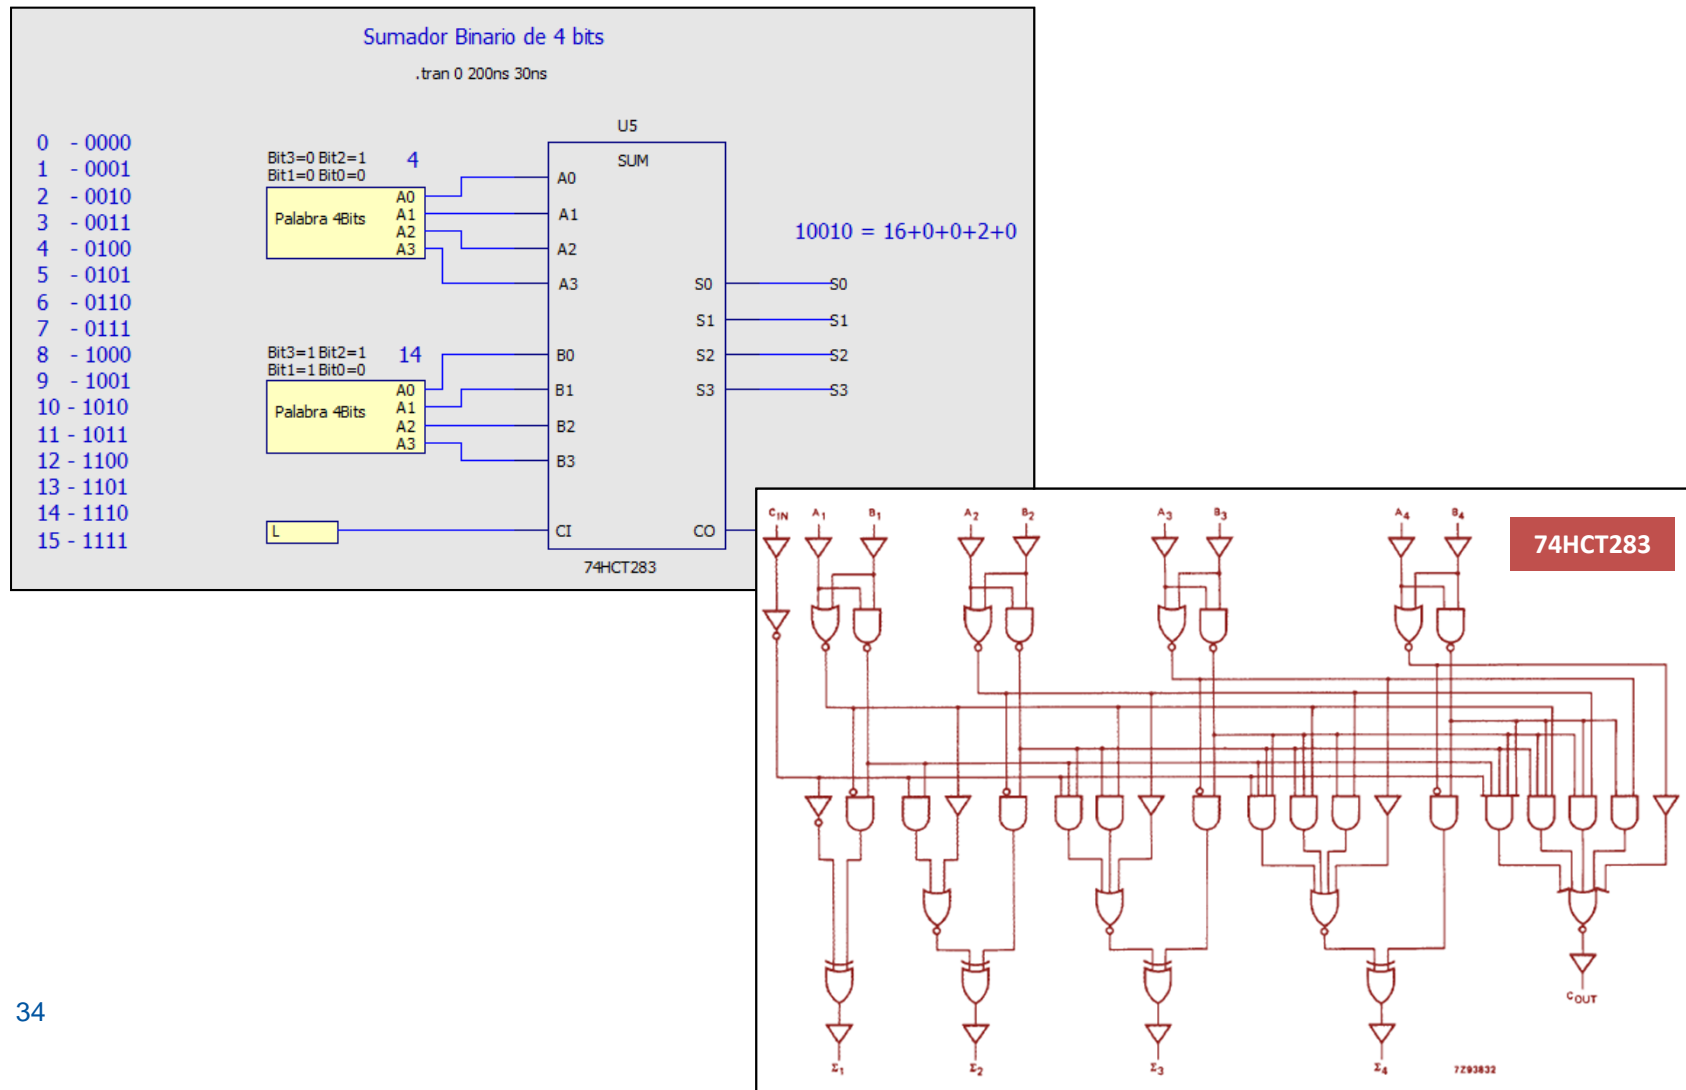 Sumador Binario de 4 bits
.tran 0 200ns 30ns
0 - 0000
1 - 0001
2 - 0010
3 - 0011
4 - 0100
5 - 0101
6 - 0110
7 - 0111
8 - 1000
9 - 1001
10 - 1010
11 - 1011
12 - 1100
13 - 1101
14 - 1110
15 - 1111
Bit3=0 Bit2=1
Bit1=0 Bit0=0
4
Palabra 4Bits
A0
A1
A2
A3
Bit3=1 Bit2=1
Bit1=1 Bit0=0
14
Palabra 4Bits
A0
A1
A2
A3
L
U5
SUM
A0
A1
A2
A3
B0
B1
B2
B3
CI
S0
S1
S2
S3
CO
74HCT283
10010 = 16+0+0+2+0
S0
S1
S2
S3
74HCT283
CIN A1 B1 A2 B2 A3 B3 A4 B4
COUT
Σ1 Σ2 Σ3 Σ4
7293832
34